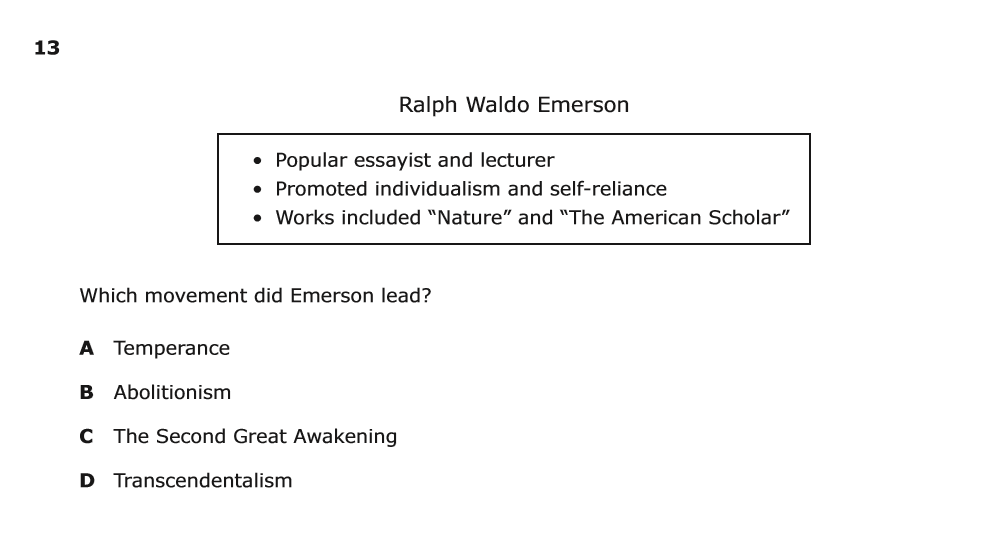 13
Ralph Waldo Emerson
• Popular essayist and lecturer
• Promoted individualism and self-reliance
• Works included “Nature” and “The American Scholar”
Which movement did Emerson lead?
A Temperance
B Abolitionism
C The Second Great Awakening
D Transcendentalism